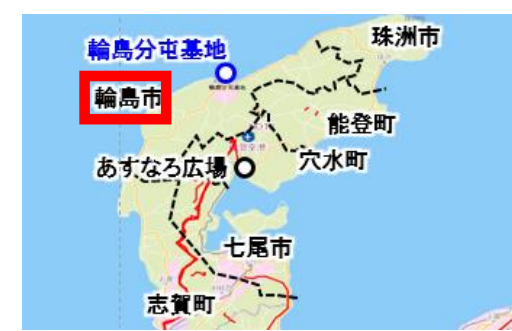 珠洲市
輪島分屯基地
輪島市
能登町
あすなろ広場
穴水町
七尾市
志賀町